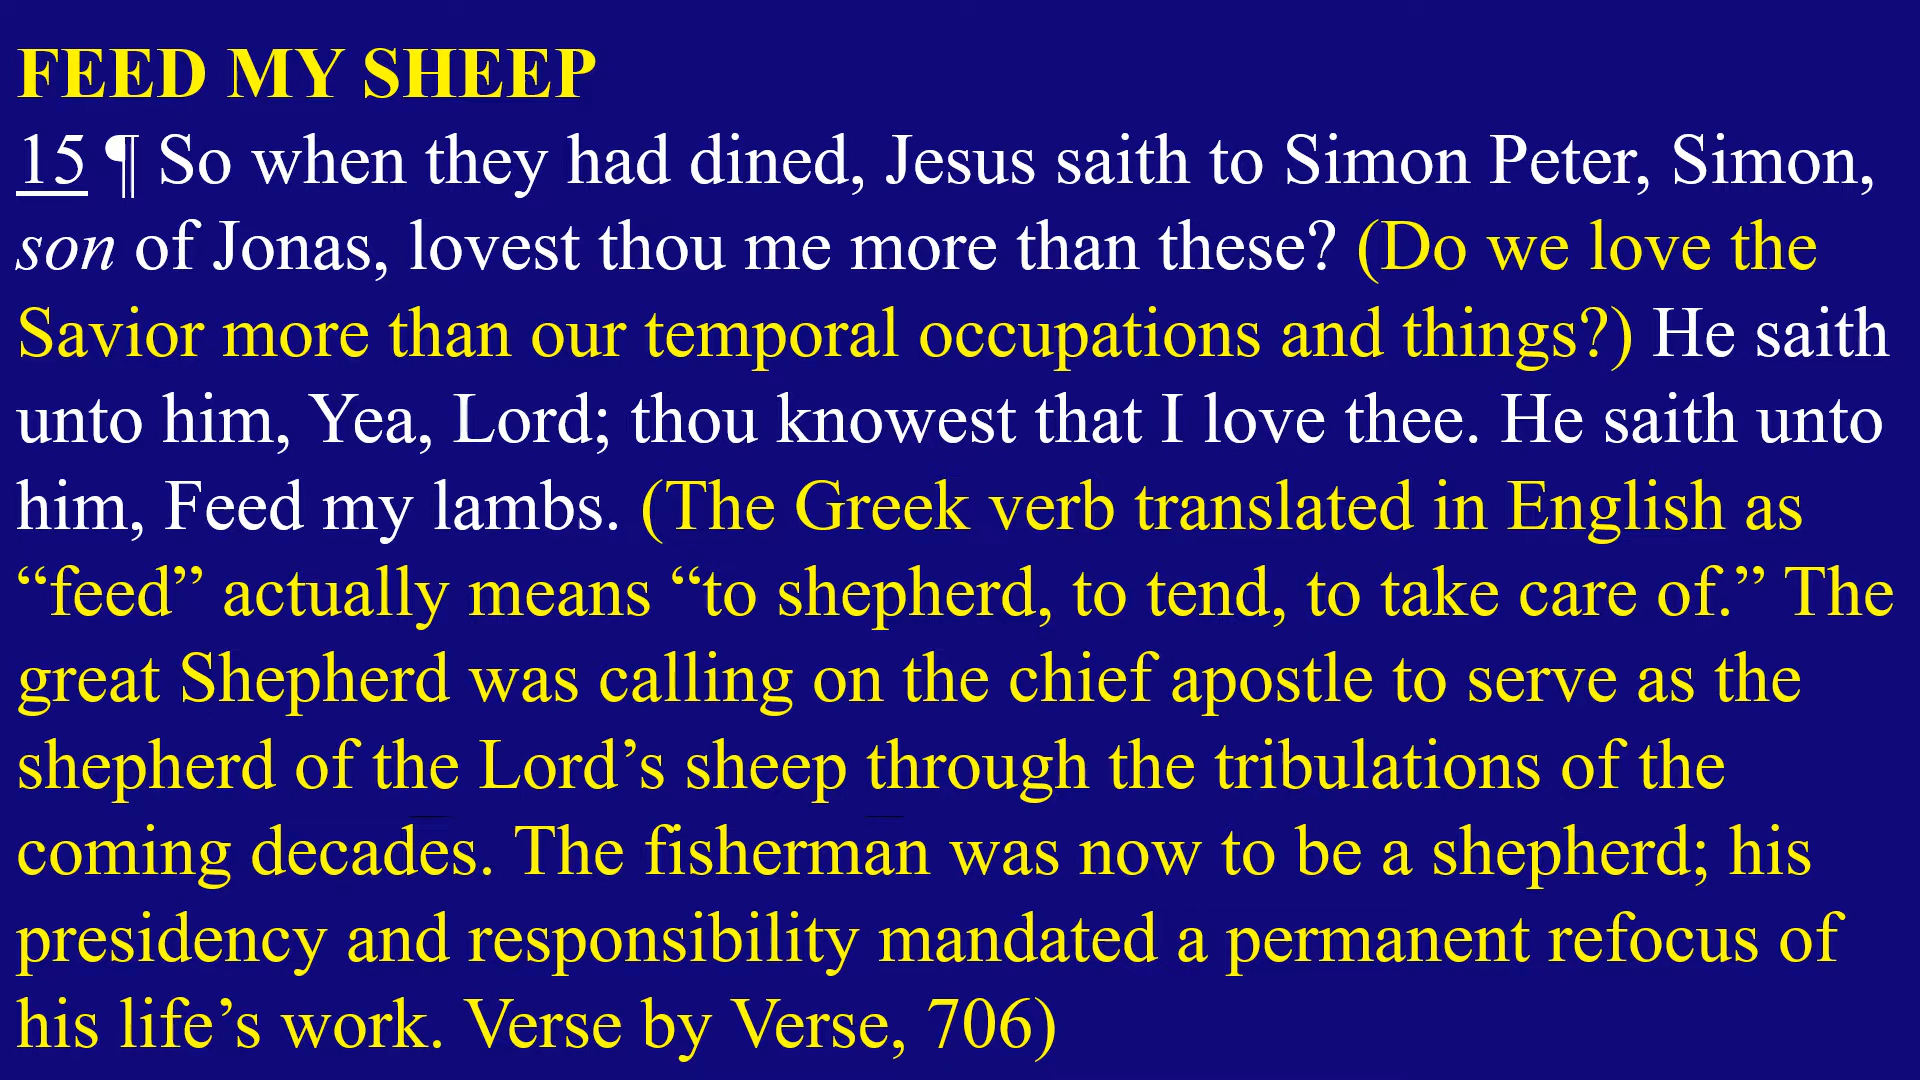 FEED MY SHEEP
15 ¶ So when they had dined, Jesus saith to Simon Peter, Simon,
son of Jonas, lovest thou me more than these? (Do we love the
Savior more than our temporal occupations and things?) He saith
unto him, Yea, Lord; thou knowest that I love thee. He saith unto
him, Feed my lambs. (The Greek verb translated in English as
“feed” actually means “to shepherd, to tend, to take care of.” The
great Shepherd was calling on the chief apostle to serve as the
shepherd of the Lord’s sheep through the tribulations of the
coming decades. The fisherman was now to be a shepherd; his
presidency and responsibility mandated a permanent refocus of
his life’s work. Verse by Verse, 706)